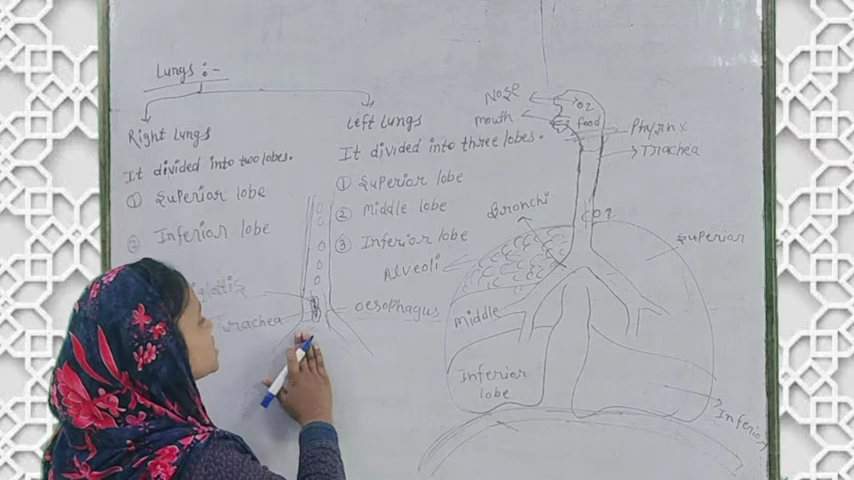 Lungs :-
Right Lungs
It divided into two lobes.
① Superior lobe
② Inferior lobe
Left Lungs
It divided into three lobes.
① Superior lobe
② Middle lobe
③ Inferior lobe
Trachea
oesophagus
Nose
mouth
O2
food
Phyrinx
Trachea
Bronchi
O2
Alveoli
Superior
Middle
Inferior
lobe
Inferior